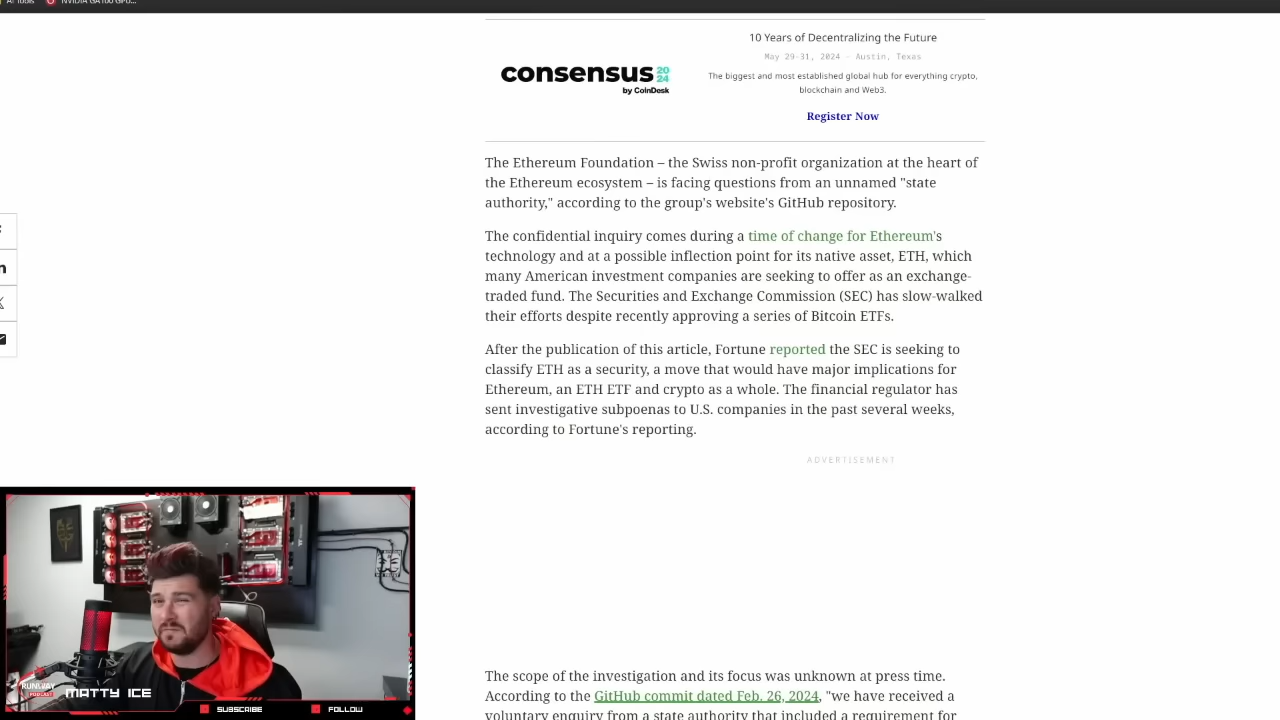 AI Tools
NVIDIA GA100 GPU...
10 Years of Decentralizing the Future
May 29-31, 2024 - Austin, Texas
consensus 2024
by CoinDesk
The biggest and most established global hub for everything crypto,
blockchain and Web3.
Register Now
The Ethereum Foundation – the Swiss non-profit organization at the heart of
the Ethereum ecosystem – is facing questions from an unnamed "state
authority," according to the group's website's GitHub repository.
The confidential inquiry comes during a time of change for Ethereum's
technology and at a possible inflection point for its native asset, ETH, which
many American investment companies are seeking to offer as an exchange-
traded fund. The Securities and Exchange Commission (SEC) has slow-walked
their efforts despite recently approving a series of Bitcoin ETFs.
After the publication of this article, Fortune reported the SEC is seeking to
classify ETH as a security, a move that would have major implications for
Ethereum, an ETH ETF and crypto as a whole. The financial regulator has
sent investigative subpoenas to U.S. companies in the past several weeks,
according to Fortune's reporting.
ADVERTISEMENT
The scope of the investigation and its focus was unknown at press time.
According to the GitHub commit dated Feb. 26, 2024, "we have received a
voluntary enquiry from a state authority that included a requirement for
RUNWAY
PODCAST
MATTY ICE
SUBSCRIBE
FOLLOW